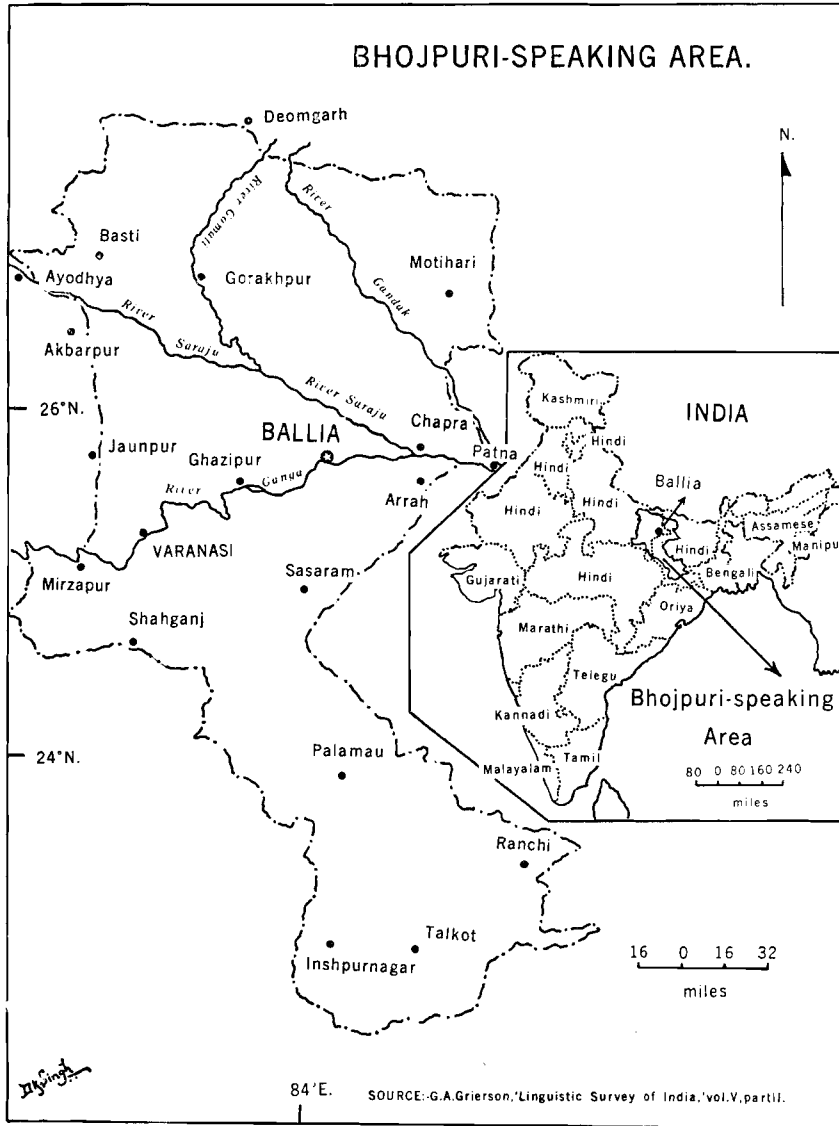 BHOJPURI-SPEAKING AREA.
Deomgarh
N.
River Gomati
River
Gandak
Basti
Ayodhya
Gorakhpur
Motihari
River
Saraju
Akbarpur
River Saraju
26°N.
Chapra
BALLIA
Jaunpur
Ghazipur
Patna
River
Ganga
Arrah
VARANASI
Mirzapur
Sasaram
Shahganj
24°N.
Palamau
Ranchi
Talkot
Inshpurnagar
INDIA
Kashmiri
Hindi
Hindi
Hindi
Hindi
Ballia
Assamese
Hindi
Manipu
Gujarati
Hindi
Bengali
Oriya
Marathi
Telegu
Bhojpuri-speaking
Area
Kannadi
Tamil
Malayalam
80 0 80 160 240
miles
16 0 16 32
miles
84'E.
SOURCE:-G.A.Grierson,'Linguistic Survey of India,'vol.V,partii.